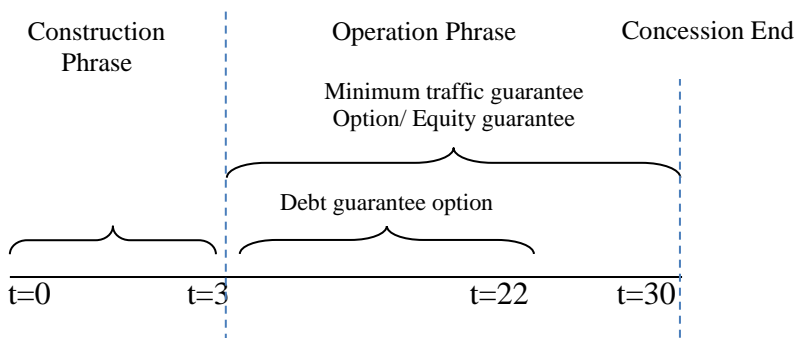 Construction
Phrase
Operation Phrase
Concession End
Minimum traffic guarantee
Option/ Equity guarantee
Debt guarantee option
t=0
t=3
t=22
t=30